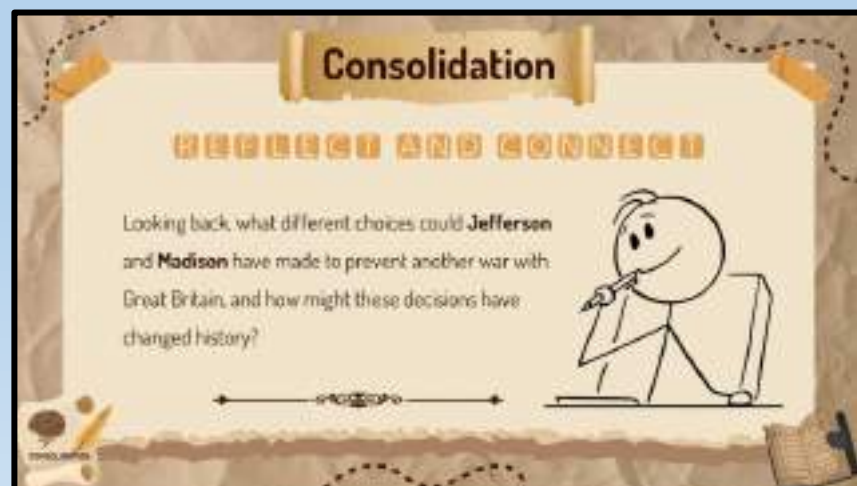 Consolidation
REFLECT AND CONNECT
Looking back, what different choices could Jefferson
and Madison have made to prevent another war with
Great Britain, and how might these decisions have
changed history?
CONSOLIDATION